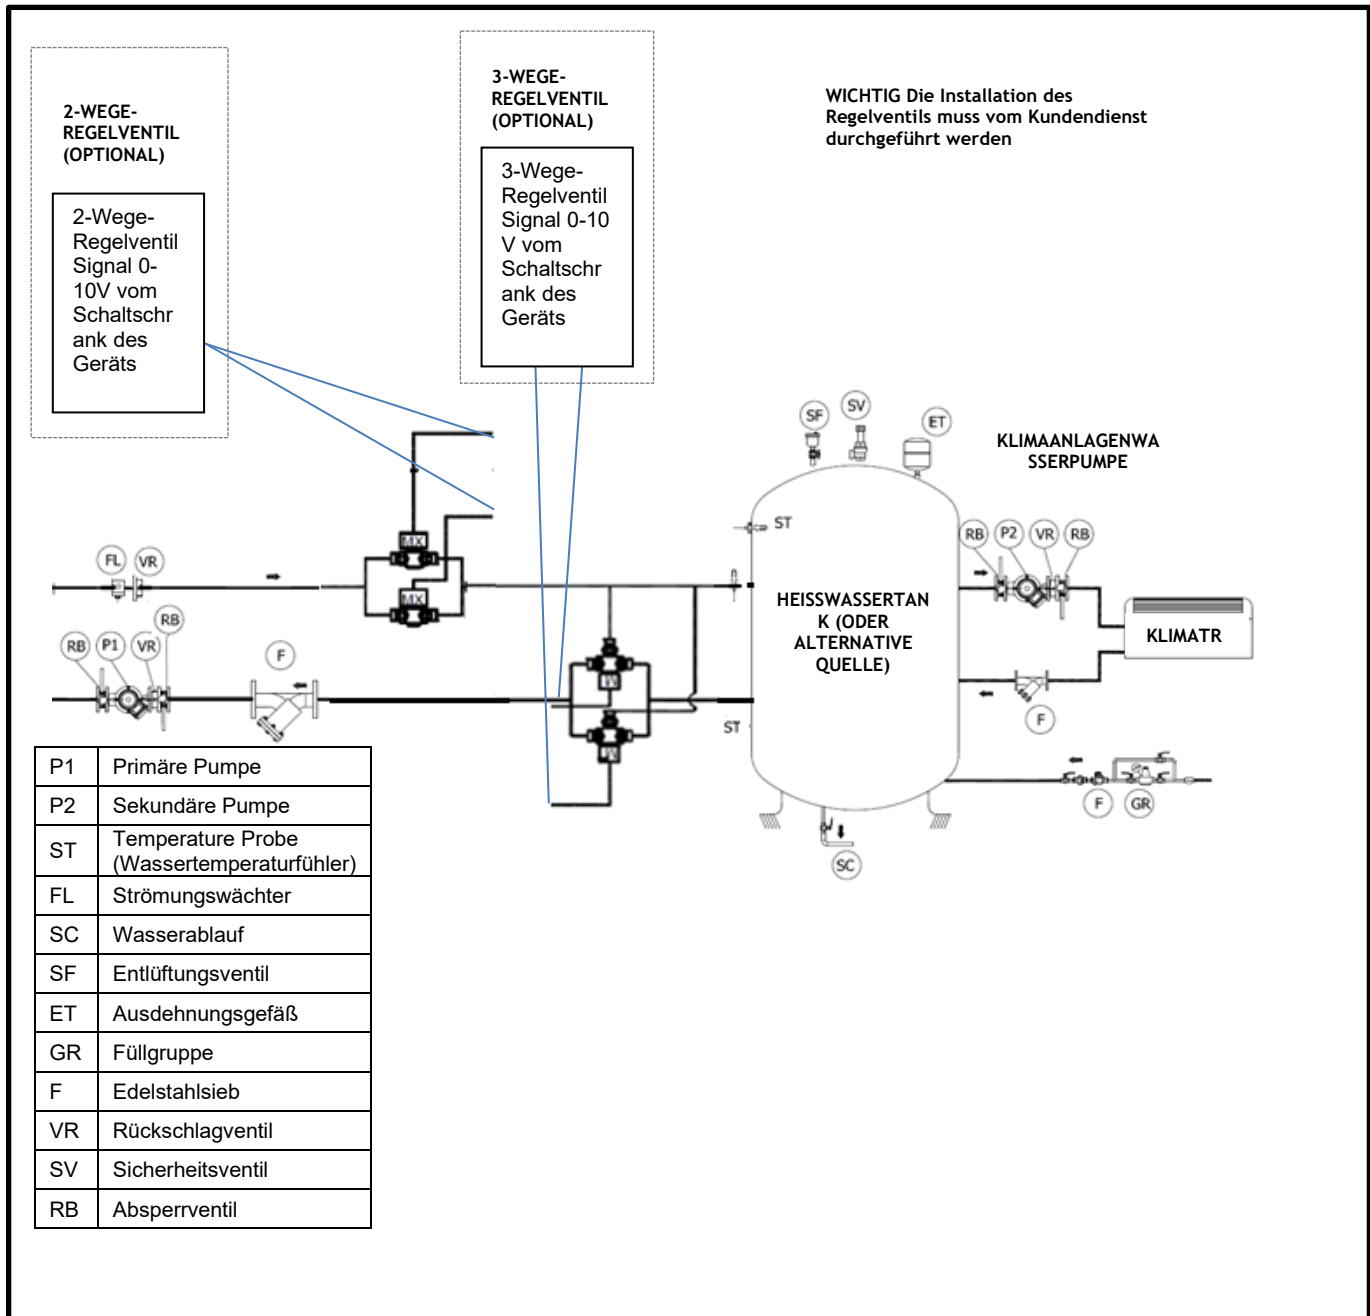 2-WEGE-
REGELVENTIL
(OPTIONAL)
2-Wege-
Regelventil
Signal 0-
10V vom
Schaltschr
ank des
Geräts
3-WEGE-
REGELVENTIL
(OPTIONAL)
3-Wege-
Regelventil
Signal 0-10
V vom
Schaltschr
ank des
Geräts
WICHTIG Die Installation des
Regelventils muss vom Kundendienst
durchgeführt werden
SF
SV
ET
KLIMAANLAGENWA
SSERPUMPE
ST
RB
P2
VR
RB
FL
VR
MX
MX
HEISSWASSERTAN
K (ODER
ALTERNATIVE
QUELLE)
KLIMATR
RB
P1
VR
RB
F
ST
F
F
GR
SC
P1 Primäre Pumpe
P2 Sekundäre Pumpe
ST Temperature Probe
(Wassertemperaturfühler)
FL Strömungswächter
SC Wasserablauf
SF Entlüftungsventil
ET Ausdehnungsgefäß
GR Füllgruppe
F Edelstahlsieb
VR Rückschlagventil
SV Sicherheitsventil
RB Absperrventil